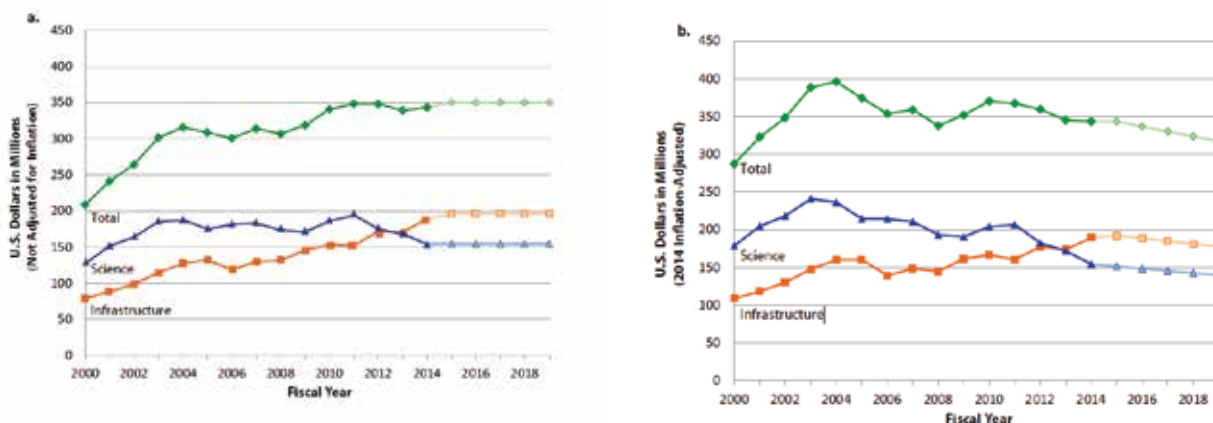 a.
450
400
350
300
250
200
150
100
50
0
U.S. Dollars in Millions
(Not Adjusted for Inflation)
Total
Science
Infrastructure
2000 2002 2004 2006 2008 2010 2012 2014 2016 2018
Fiscal Year
b.
450
400
350
300
250
200
150
100
50
0
U.S. Dollars in Millions
(2014 Inflation-Adjusted)
Total
Science
Infrastructure
2000 2002 2004 2006 2008 2010 2012 2014 2016 2018
Fiscal Year